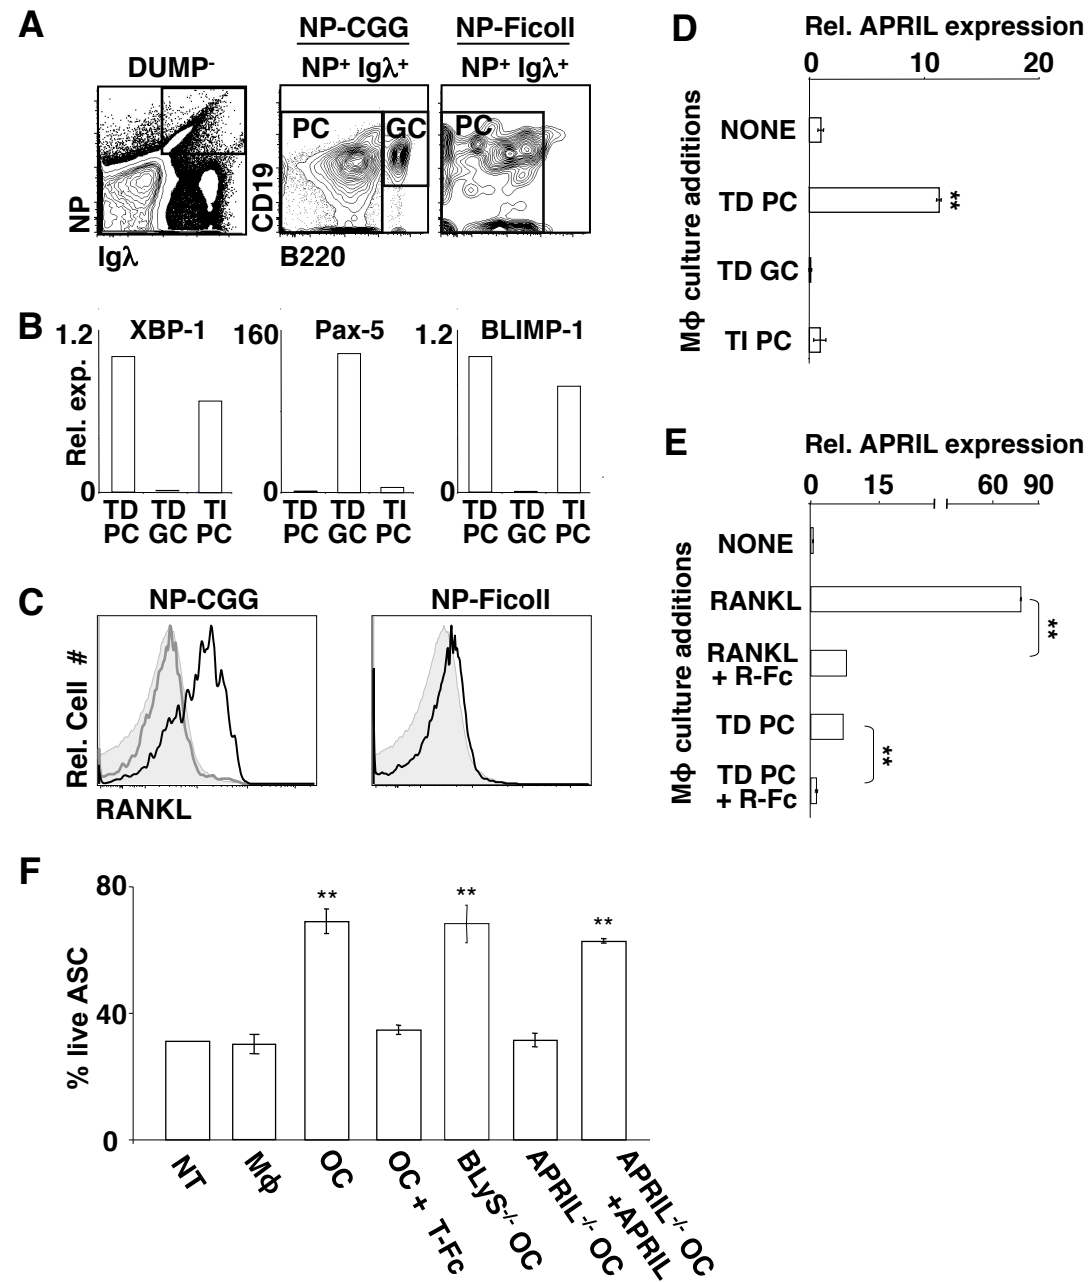 A
NP-CGG
NP-Ficoll
DUMP-
NP+ Igλ+
NP+ Igλ+
PC
GC
PC
NP
CD19
Igλ
B220
B
XBP-1
Pax-5
BLIMP-1
1.2
160
1.2
Rel. exp.
0
0
0
TD TD TI
PC GC PC
TD TD TI
PC GC PC
TD TD TI
PC GC PC
C
NP-CGG
NP-Ficoll
Rel. Cell #
RANKL
D
Rel. APRIL expression
0 10 20
Mϕ culture additions
NONE
TD PC
**
TD GC
TI PC
E
Rel. APRIL expression
0 15 60 90
Mϕ culture additions
NONE
RANKL
**
RANKL
+ R-Fc
TD PC
**
TD PC
+ R-Fc
F
80
40
0
% live ASC
**
**
**
NT
Mϕ
OC
OC + T-Fc
BLyS-/- OC
APRIL-/- OC
APRIL-/- OC
+APRIL